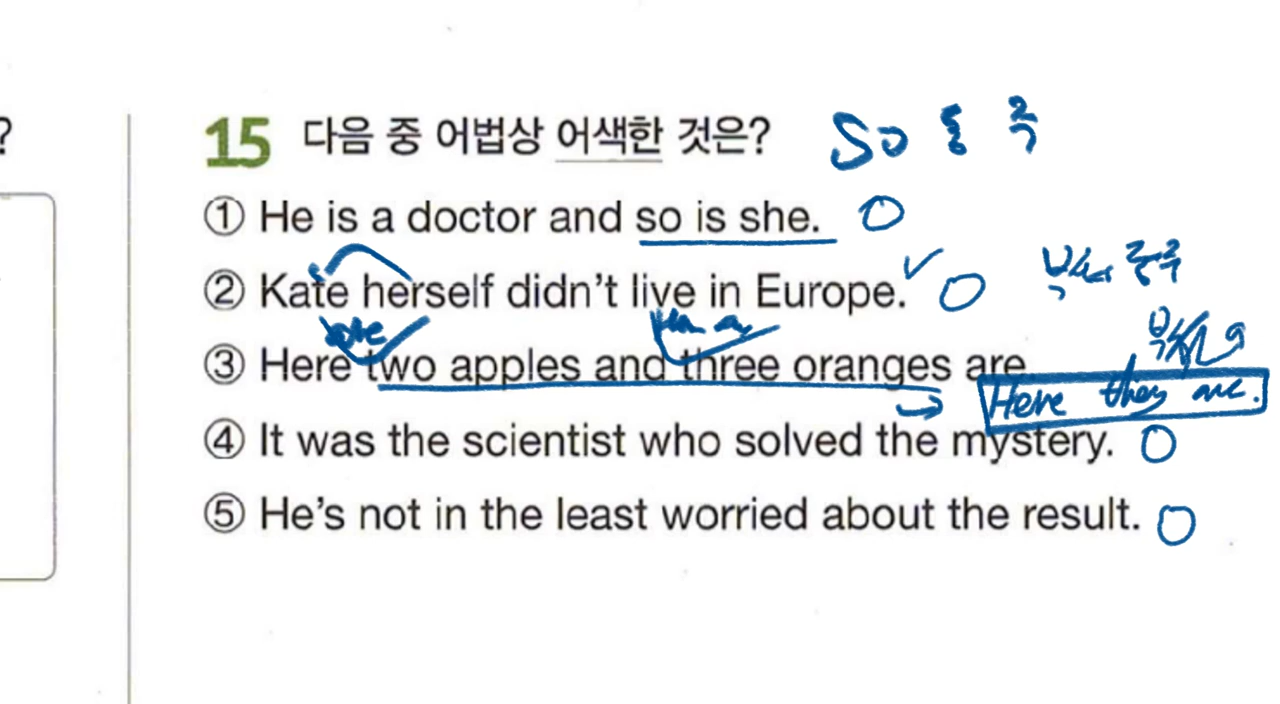 ?
15 다음 중 어법상 어색한 것은? SO 동 주
① He is a doctor and so is she.
② Kate herself didn't live in Europe.
③ Here two apples and three oranges are.
Here they are.
④ It was the scientist who solved the mystery.
⑤ He's not in the least worried about the result.